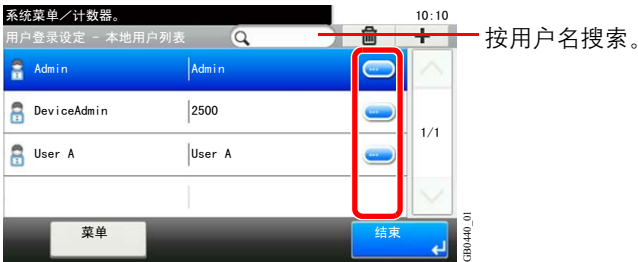 系统菜单／计数器。 10:10
用户登录设定 - 本地用户列表
按用户名搜索。
Admin Admin
DeviceAdmin 2500
1/1
User A User A
菜单 结束
GB0440_01